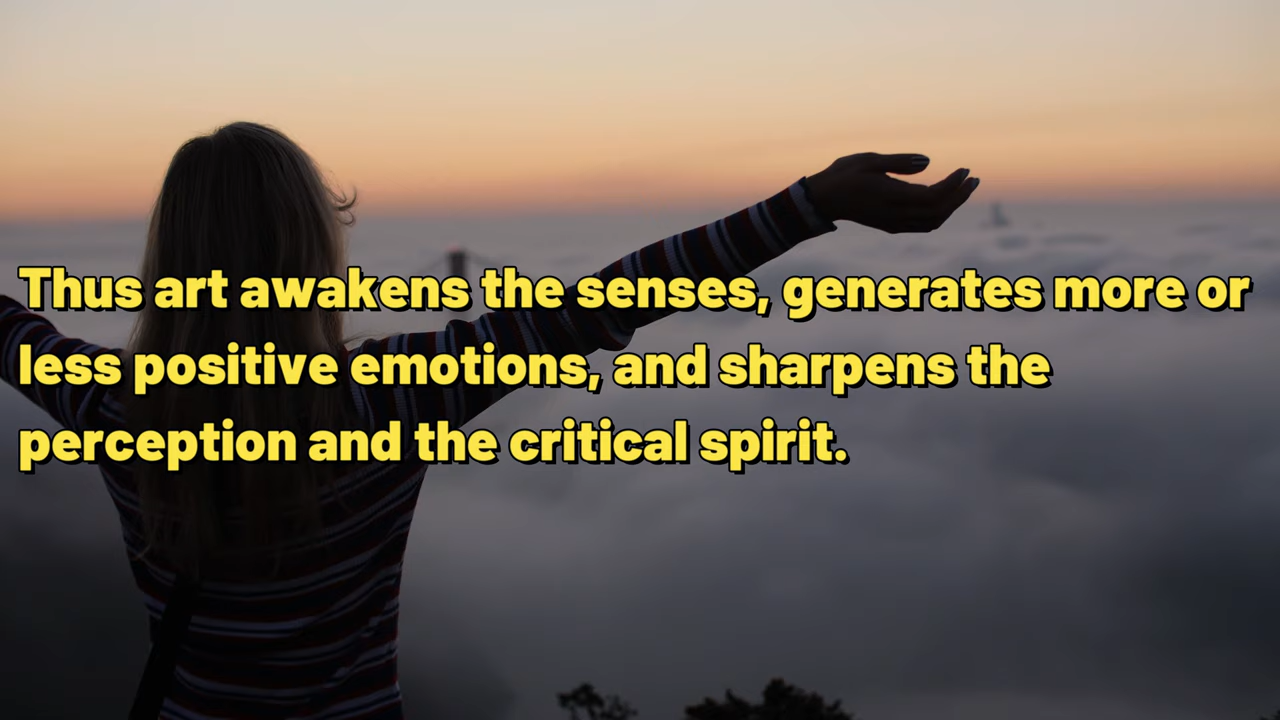 Thus art awakens the senses, generates more or
less positive emotions, and sharpens the
perception and the critical spirit.